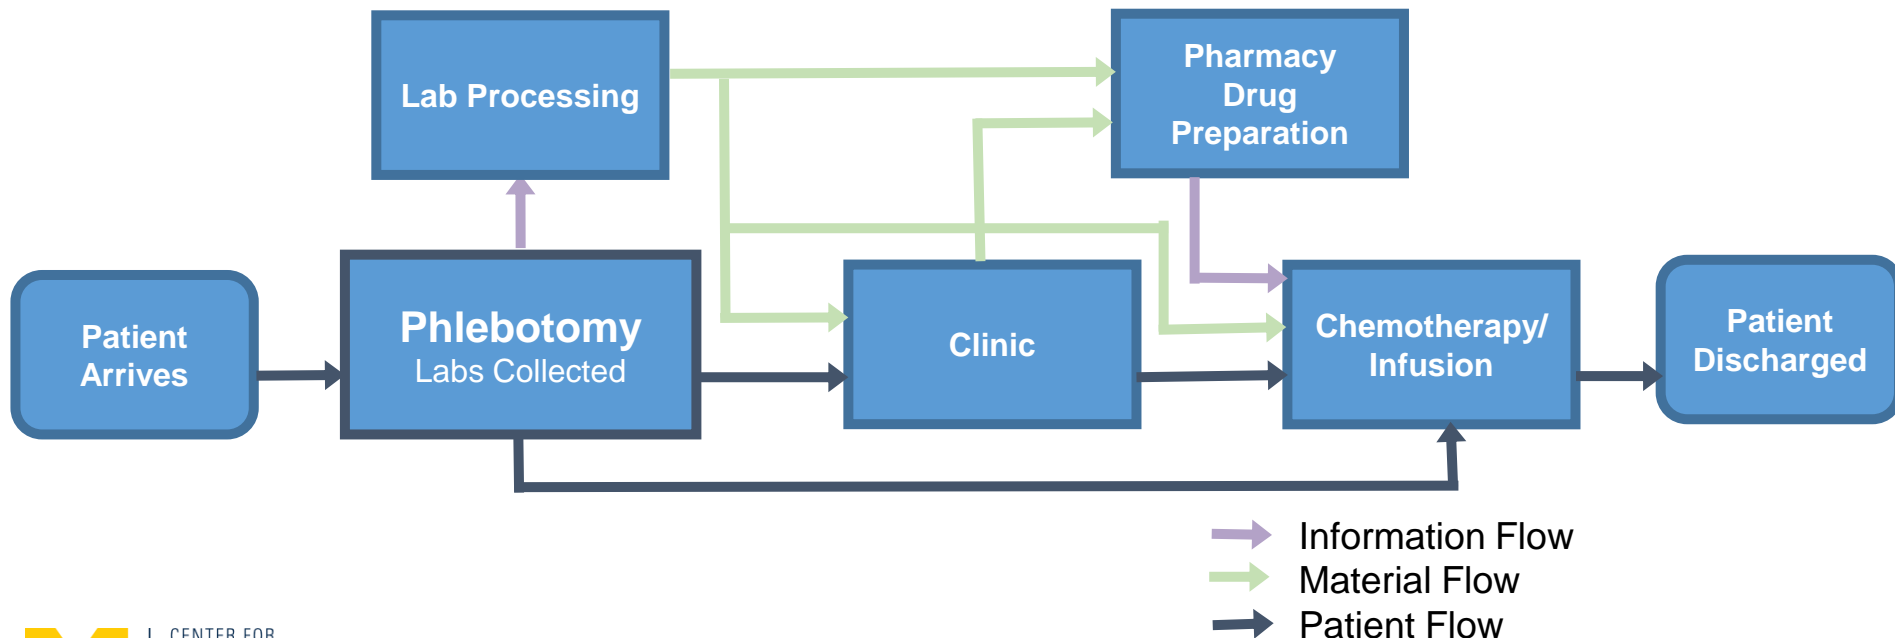 Lab Processing
Pharmacy
Drug
Preparation
Patient
Arrives
Phlebotomy
Labs Collected
Clinic
Chemotherapy/
Infusion
Patient
Discharged
Information Flow
Material Flow
Patient Flow
CENTER FOR